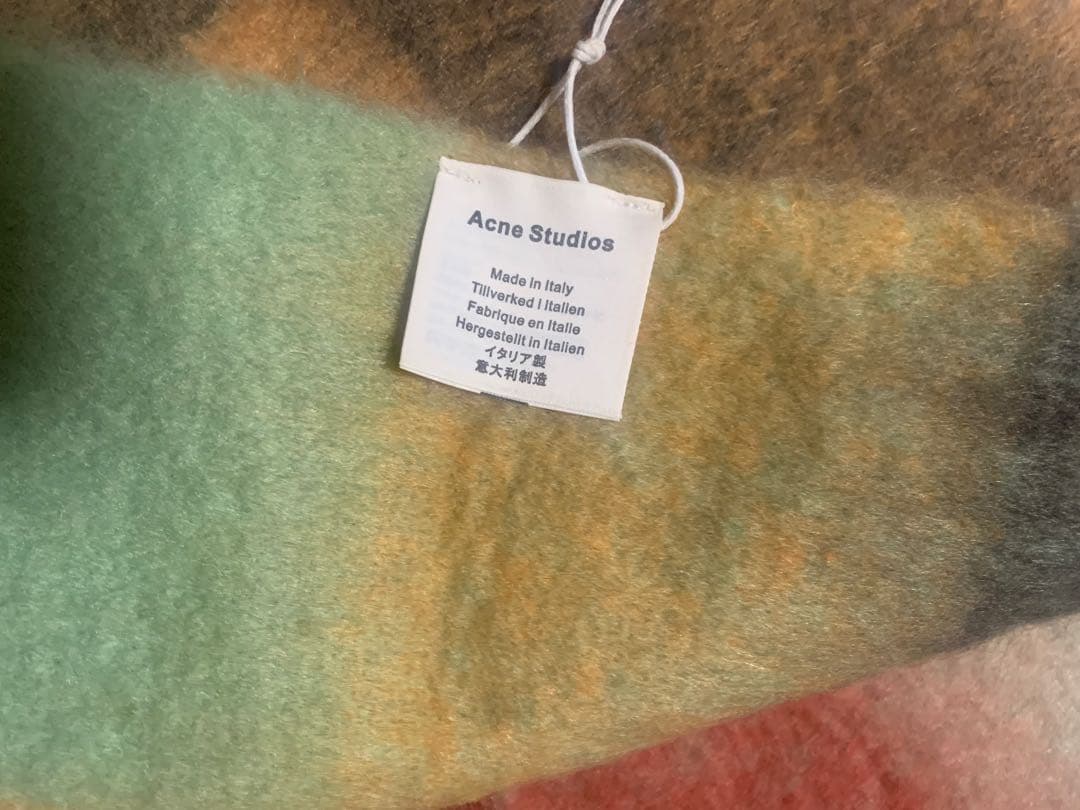 Acne Studios
Made in Italy
Tillverked i Italien
Fabrique en Italie
Hergestellt in Italien
イタリア製
意大利制造